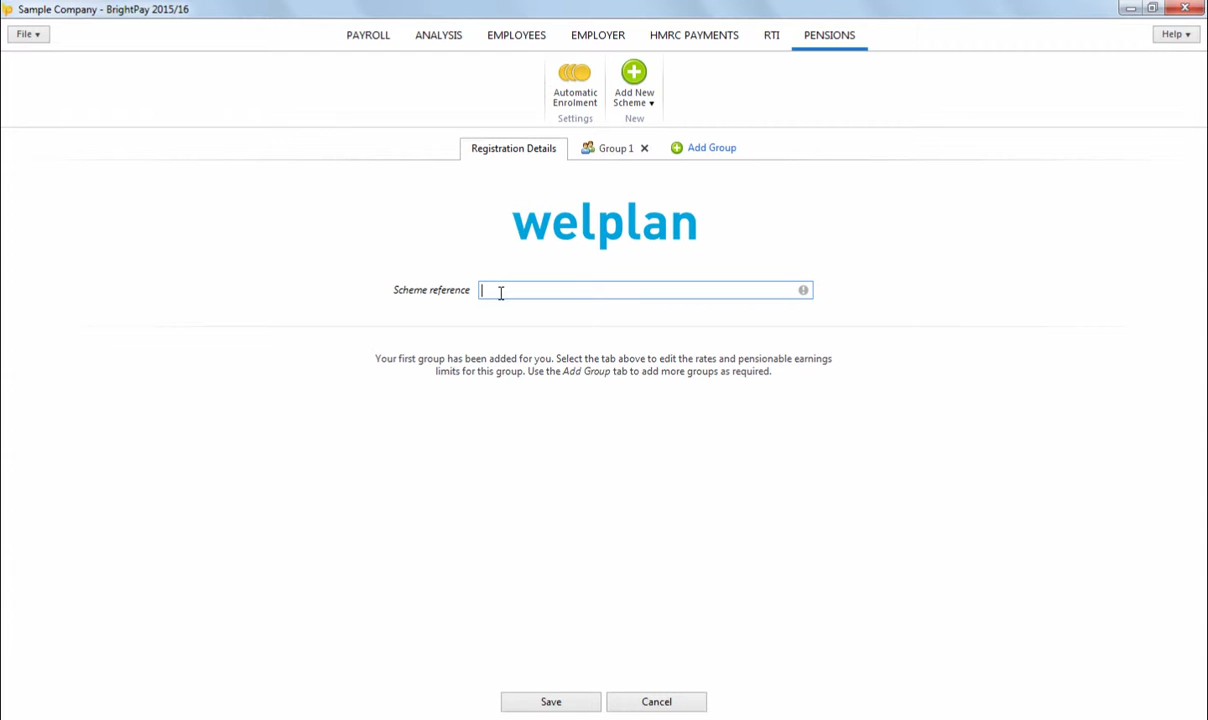 Sample Company - BrightPay 2015/16
File
PAYROLL ANALYSIS EMPLOYEES EMPLOYER HMRC PAYMENTS RTI PENSIONS
Help
Automatic Enrolment
Settings
Add New Scheme
New
Registration Details Group 1 Add Group
welplan
Scheme reference
Your first group has been added for you. Select the tab above to edit the rates and pensionable earnings
limits for this group. Use the Add Group tab to add more groups as required.
Save Cancel